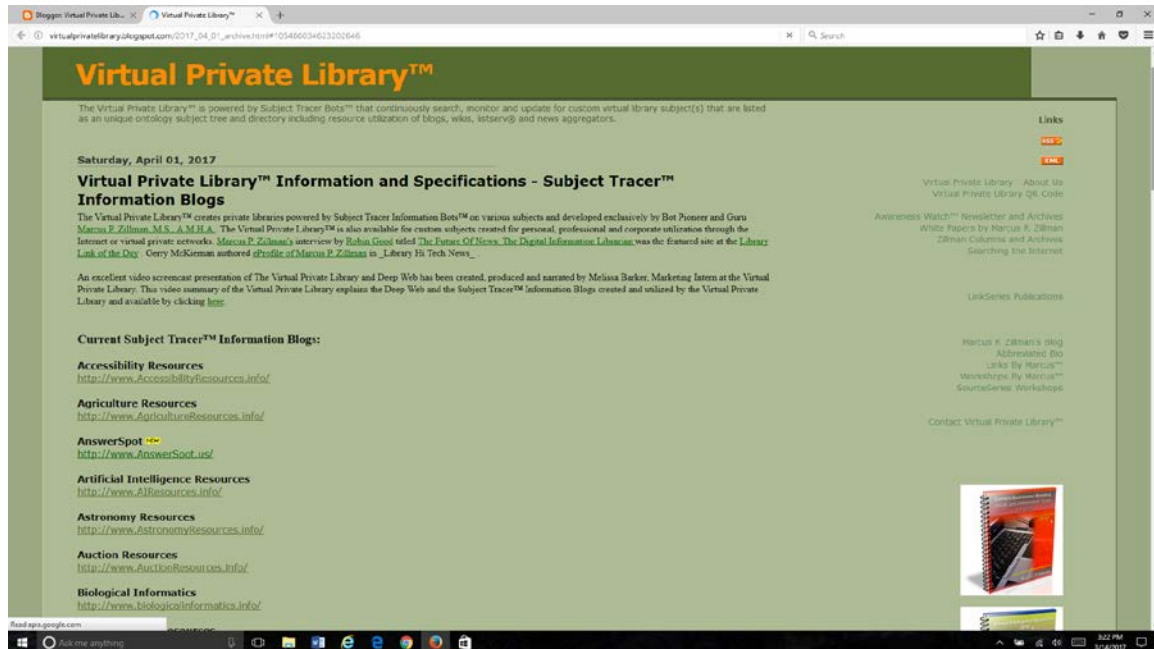 Blogger: Virtual Private Lib...
Virtual Private Library™
virtualprivatelibrary.blogspot.com/2017_04_01_archive.html#105466034623202646
Search
Virtual Private Library™
The Virtual Private Library™ is powered by Subject Tracer Bots™ that continuously search, monitor and update for custom virtual library subject(s) that are listed
as an unique ontology subject tree and directory including resource utilization of blogs, wikis, listserv® and news aggregators.
Saturday, April 01, 2017
Virtual Private Library™ Information and Specifications - Subject Tracer™
Information Blogs
The Virtual Private Library™ creates private libraries powered by Subject Tracer Information Bots™ on various subjects and developed exclusively by Bot Pioneer and Guru
Marcus P. Zillman, M.S., A.M.H.A. The Virtual Private Library™ is also available for custom subjects created for personal, professional and corporate utilization through the
Internet or virtual private networks. Marcus P. Zillman's interview by Robin Good titled The Future Of News: The Digital Information Librarian was the featured site at the Library
Link of the Day . Gerry McKiernan authored eProfile of Marcus P. Zillman in _Library Hi Tech News_ .
An excellent video screencast presentation of The Virtual Private Library and Deep Web has been created, produced and narrated by Melissa Barker, Marketing Intern at the Virtual
Private Library. This video summary of the Virtual Private Library explains the Deep Web and the Subject Tracer™ Information Blogs created and utilized by the Virtual Private
Library and available by clicking here.
Current Subject Tracer™ Information Blogs:
Accessibility Resources
http://www.AccessibilityResources.info/
Agriculture Resources
http://www.AgricultureResources.info/
AnswerSpot NEW
http://www.AnswerSpot.us/
Artificial Intelligence Resources
http://www.AIResources.info/
Astronomy Resources
http://www.AstronomyResources.info/
Auction Resources
http://www.AuctionResources.info/
Biological Informatics
http://www.biologicalinformatics.info/
Links
RSS 2
XML
Virtual Private Library About Us
Virtual Private Library QR Code
Awareness Watch™ Newsletter and Archives
White Papers by Marcus P. Zillman
Zillman Columns and Archives
Searching the Internet
LinkSeries Publications
Marcus P. Zillman's Blog
Abbreviated Bio
Links By Marcus™
Workshops By Marcus™
SourceSeries Workshops
Contact Virtual Private Library™
Read apis.google.com
Ask me anything
3:22 PM
3/14/2017